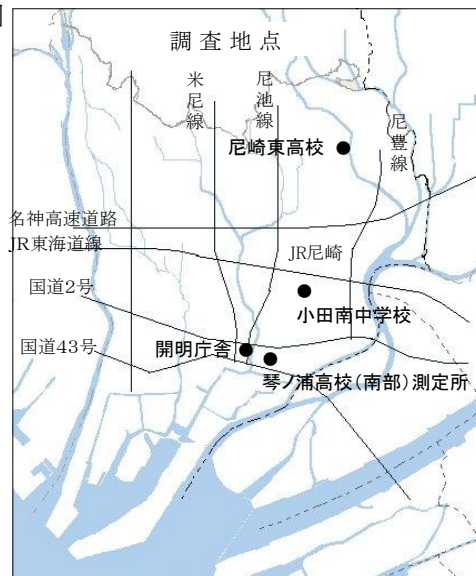 調査地点
米尼線
尼池線
尼豊線
尼崎東高校
名神高速道路
JR東海道線
JR尼崎
国道2号
小田南中学校
国道43号
開明庁舎
琴ノ浦高校(南部)測定所